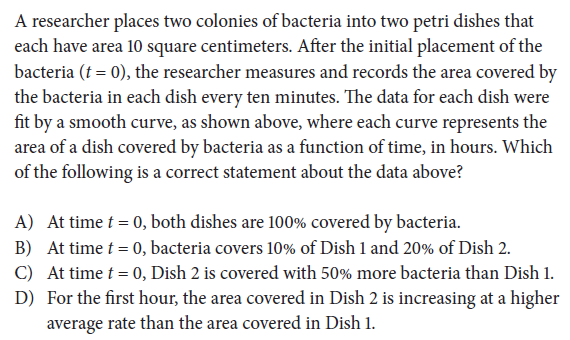 A researcher places two colonies of bacteria into two petri dishes that
each have area 10 square centimeters. After the initial placement of the
bacteria (t = 0), the researcher measures and records the area covered by
the bacteria in each dish every ten minutes. The data for each dish were
fit by a smooth curve, as shown above, where each curve represents the
area of a dish covered by bacteria as a function of time, in hours. Which
of the following is a correct statement about the data above?
A) At time t = 0, both dishes are 100% covered by bacteria.
B) At time t = 0, bacteria covers 10% of Dish 1 and 20% of Dish 2.
C) At time t = 0, Dish 2 is covered with 50% more bacteria than Dish 1.
D) For the first hour, the area covered in Dish 2 is increasing at a higher
average rate than the area covered in Dish 1.